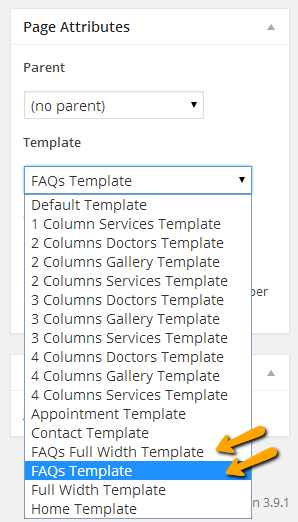 Page Attributes
Parent
(no parent)
Template
FAQs Template
Default Template
1 Column Services Template
2 Columns Doctors Template
2 Columns Gallery Template
2 Columns Services Template
3 Columns Doctors Template
3 Columns Gallery Template
3 Columns Services Template
4 Columns Doctors Template
4 Columns Gallery Template
4 Columns Services Template
Appointment Template
Contact Template
FAQs Full Width Template
FAQs Template
Full Width Template
Home Template
3.9.1